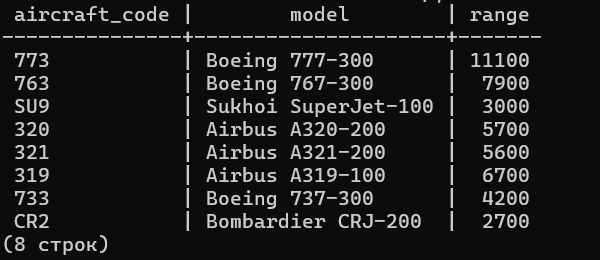 aircraft_code | model | range
--------------+---------------------+-------
773 | Boeing 777-300 | 11100
763 | Boeing 767-300 | 7900
SU9 | Sukhoi SuperJet-100 | 3000
320 | Airbus A320-200 | 5700
321 | Airbus A321-200 | 5600
319 | Airbus A319-100 | 6700
733 | Boeing 737-300 | 4200
CR2 | Bombardier CRJ-200 | 2700
(8 строк)